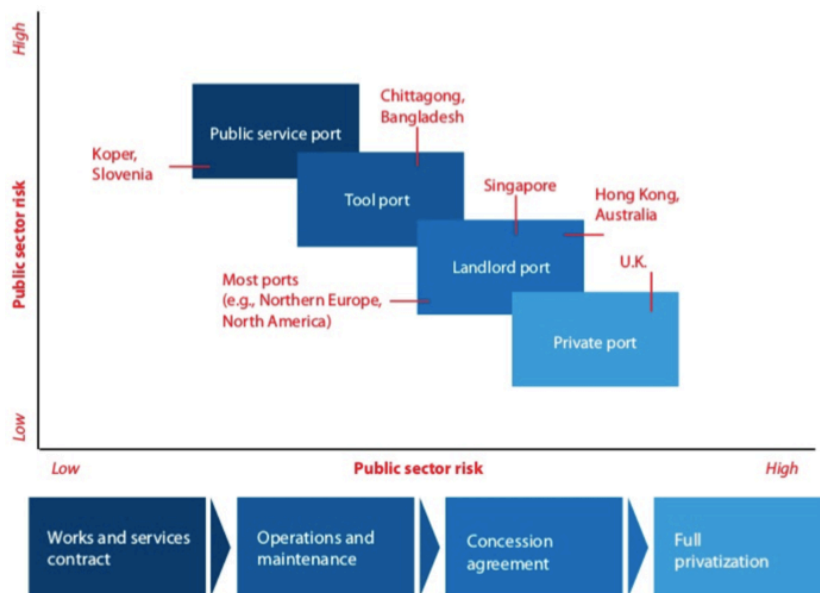 High
Public sector risk
Low
Public service port
Koper,
Slovenia
Chittagong,
Bangladesh
Tool port
Singapore
Hong Kong,
Australia
Landlord port
Most ports
(e.g., Northern Europe,
North America)
U.K.
Private port
Low
Public sector risk
High
Works and services
contract
Operations and
maintenance
Concession
agreement
Full
privatization